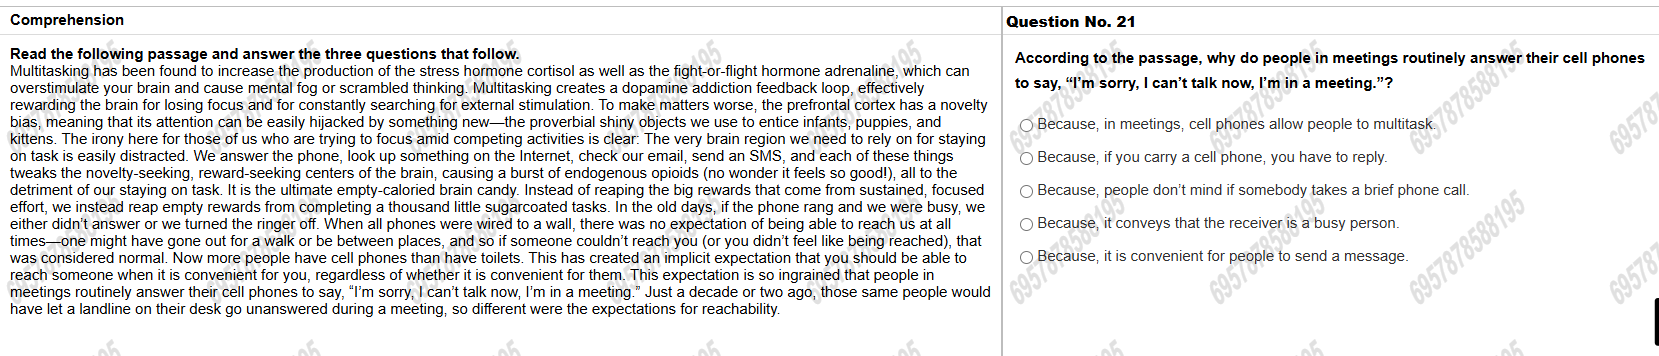 Comprehension
Read the following passage and answer the three questions that follow.
Multitasking has been found to increase the production of the stress hormone cortisol as well as the fight-or-flight hormone adrenaline, which can
overstimulate your brain and cause mental fog or scrambled thinking. Multitasking creates a dopamine addiction feedback loop, effectively
rewarding the brain for losing focus and for constantly searching for external stimulation. To make matters worse, the prefrontal cortex has a novelty
bias, meaning that its attention can be easily hijacked by something new—the proverbial shiny objects we use to entice infants, puppies, and
kittens. The irony here for those of us who are trying to focus amid competing activities is clear: The very brain region we need to rely on for staying
on task is easily distracted. We answer the phone, look up something on the Internet, check our email, send an SMS, and each of these things
tweaks the novelty-seeking, reward-seeking centers of the brain, causing a burst of endogenous opioids (no wonder it feels so good!), all to the
detriment of our staying on task. It is the ultimate empty-caloried brain candy. Instead of reaping the big rewards that come from sustained, focused
effort, we instead reap empty rewards from completing a thousand little sugarcoated tasks. In the old days, if the phone rang and we were busy, we
either didn't answer or we turned the ringer off. When all phones were wired to a wall, there was no expectation of being able to reach us at all
times—one might have gone out for a walk or be between places, and so if someone couldn't reach you (or you didn't feel like being reached), that
was considered normal. Now more people have cell phones than have toilets. This has created an implicit expectation that you should be able to
reach someone when it is convenient for you, regardless of whether it is convenient for them. This expectation is so ingrained that people in
meetings routinely answer their cell phones to say, "I'm sorry, I can't talk now, I'm in a meeting." Just a decade or two ago, those same people would
have let a landline on their desk go unanswered during a meeting, so different were the expectations for reachability.
Question No. 21
According to the passage, why do people in meetings routinely answer their cell phones
to say, "I'm sorry, I can't talk now, I'm in a meeting."?
Because, in meetings, cell phones allow people to multitask.
Because, if you carry a cell phone, you have to reply.
Because, people don't mind if somebody takes a brief phone call.
Because, it conveys that the receiver is a busy person.
Because, it is convenient for people to send a message.